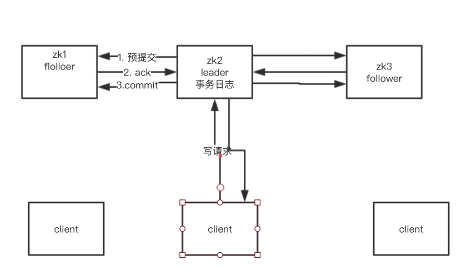 zk1
flolloer
1. 预提交
2. ack
3.commit
zk2
leader
事务日志
zk3
follower
写请求
client
client
client